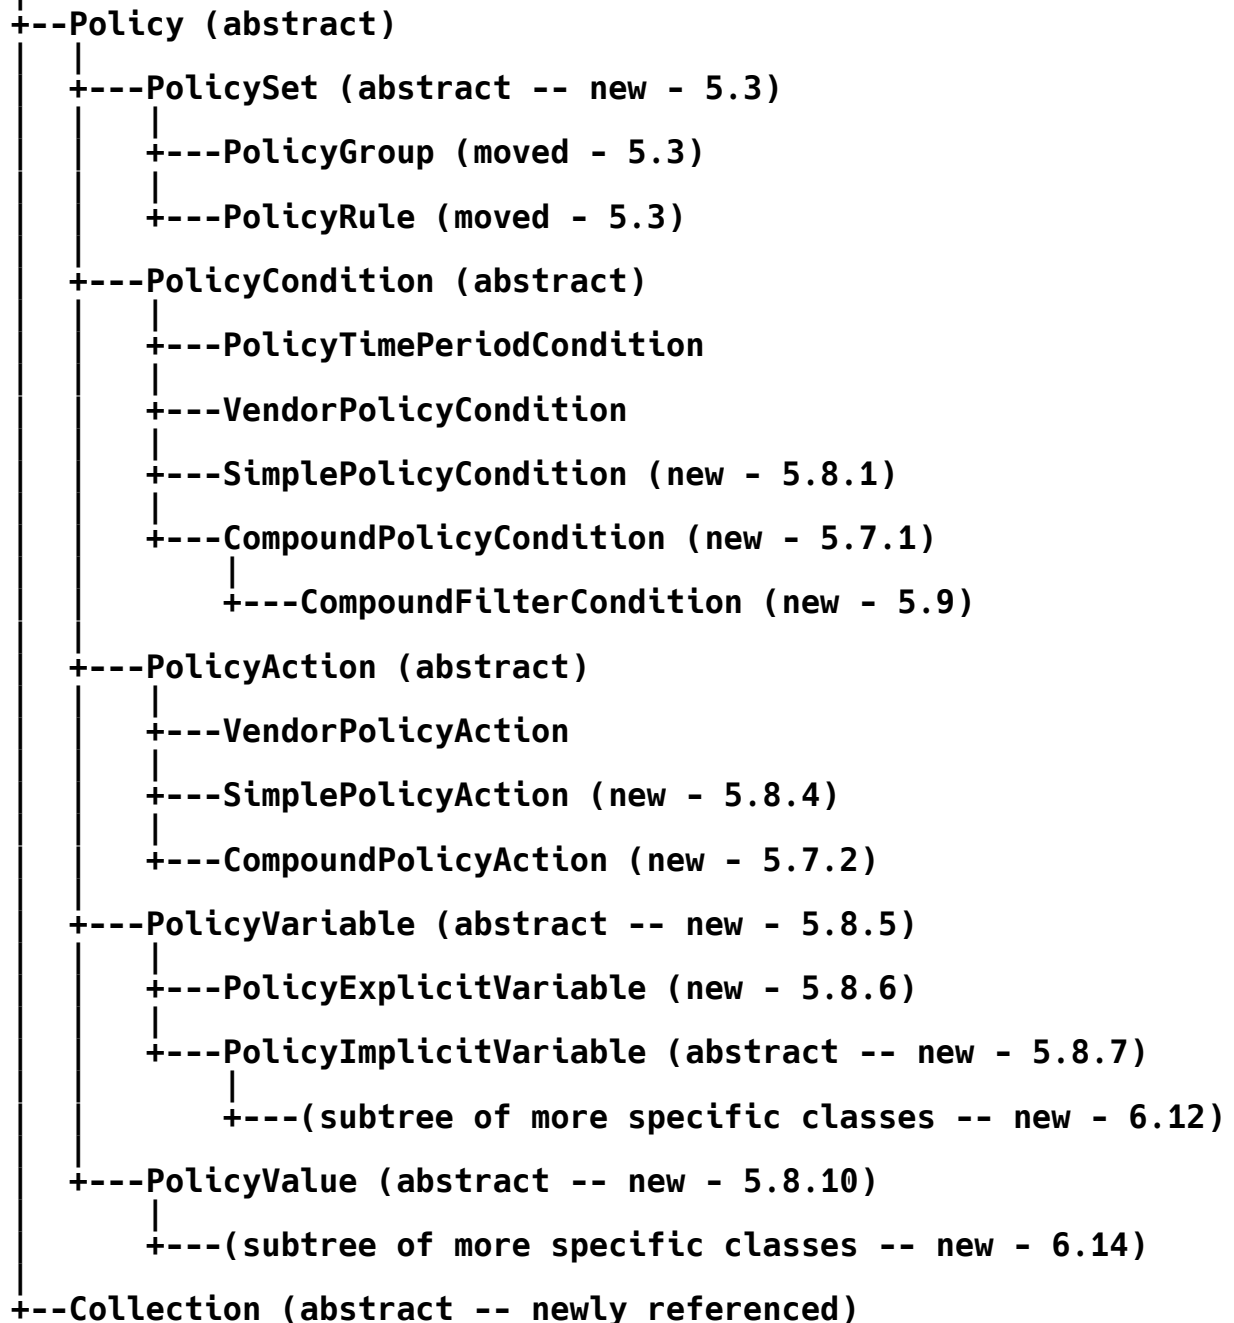 |
+--Policy (abstract)
|  |
|  +---PolicySet (abstract -- new - 5.3)
|  |   |
|  |   +---PolicyGroup (moved - 5.3)
|  |   |
|  |   +---PolicyRule (moved - 5.3)
|  |
|  +---PolicyCondition (abstract)
|  |   |
|  |   +---PolicyTimePeriodCondition
|  |   |
|  |   +---VendorPolicyCondition
|  |   |
|  |   +---SimplePolicyCondition (new - 5.8.1)
|  |   |
|  |   +---CompoundPolicyCondition (new - 5.7.1)
|  |       |
|  |       +---CompoundFilterCondition (new - 5.9)
|  |
|  +---PolicyAction (abstract)
|  |   |
|  |   +---VendorPolicyAction
|  |   |
|  |   +---SimplePolicyAction (new - 5.8.4)
|  |   |
|  |   +---CompoundPolicyAction (new - 5.7.2)
|  |
|  +---PolicyVariable (abstract -- new - 5.8.5)
|  |   |
|  |   +---PolicyExplicitVariable (new - 5.8.6)
|  |   |
|  |   +---PolicyImplicitVariable (abstract -- new - 5.8.7)
|  |       |
|  |       +---(subtree of more specific classes -- new - 6.12)
|  |
|  +---PolicyValue (abstract -- new - 5.8.10)
|      |
|      +---(subtree of more specific classes -- new - 6.14)
|
+--Collection (abstract -- newly referenced)